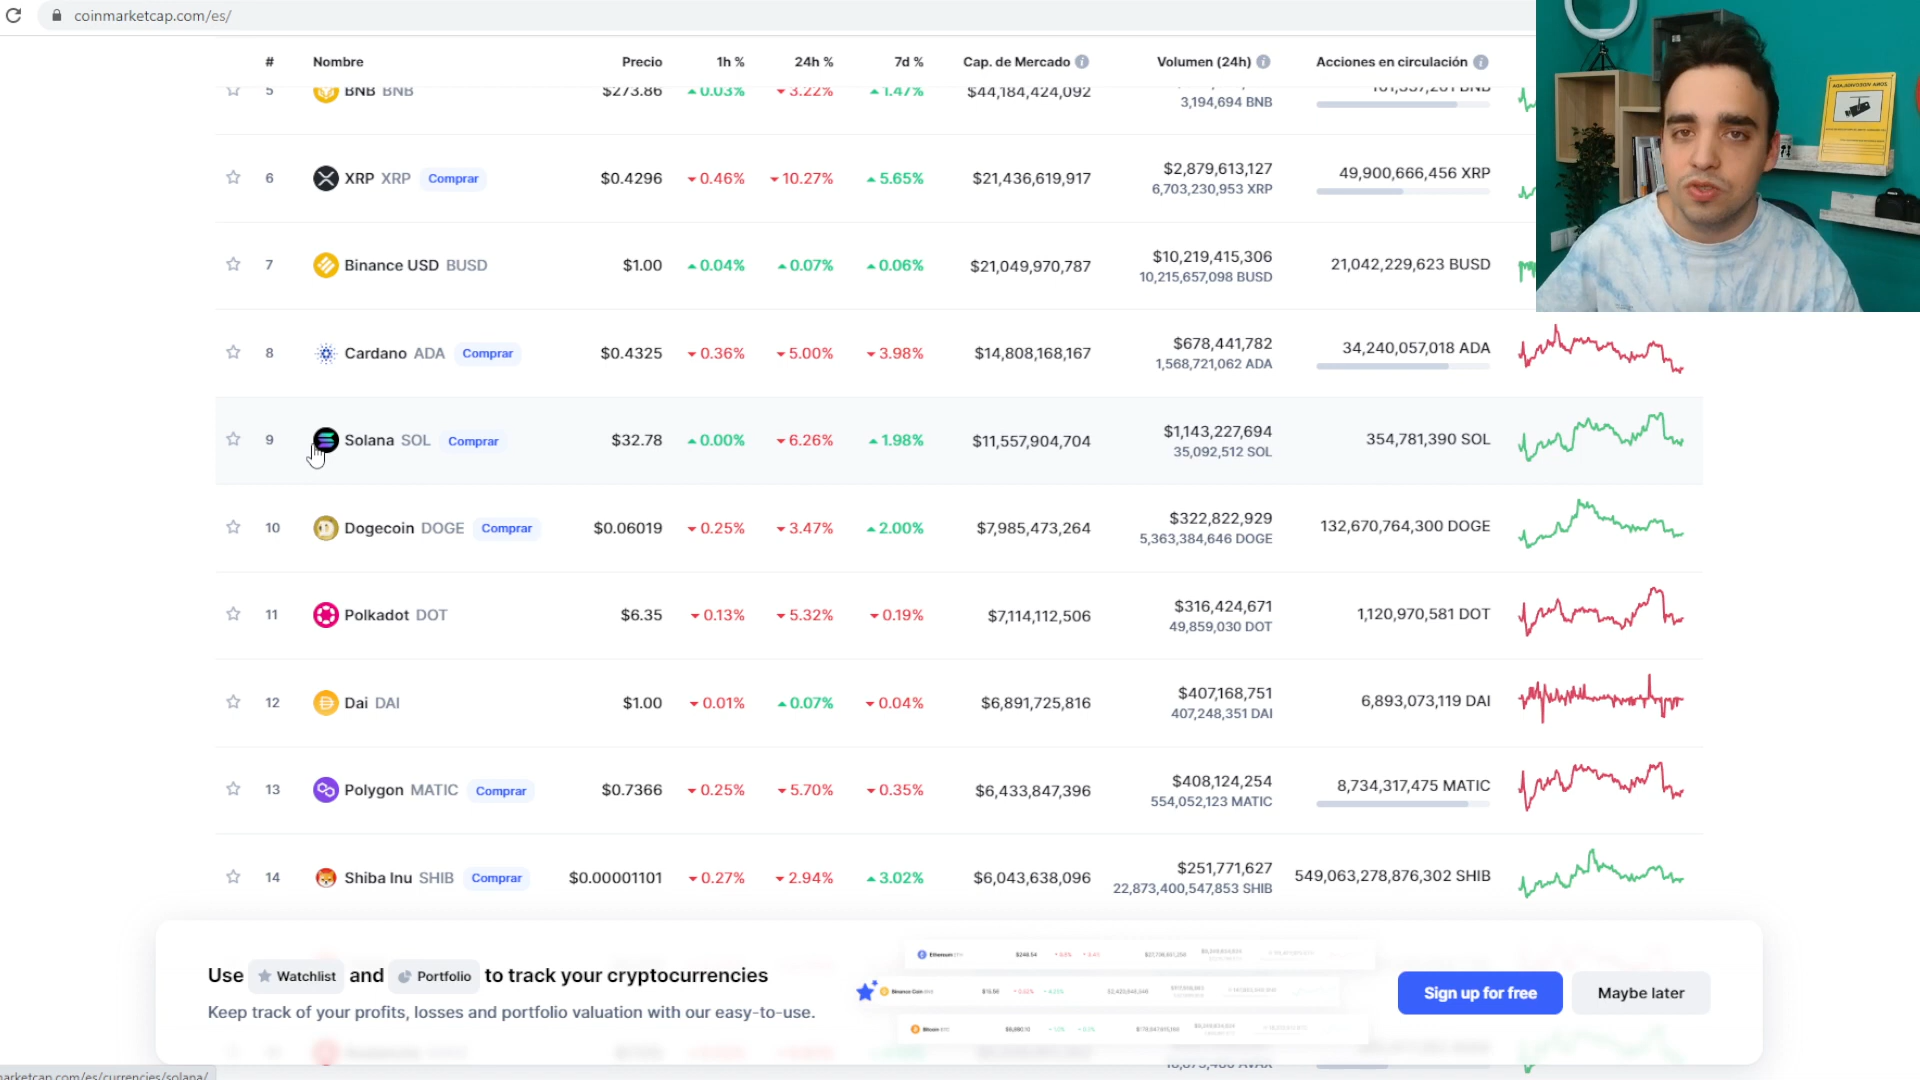 coinmarketcap.com/es/
# Nombre Precio 1h % 24h % 7d % Cap. de Mercado Volumen (24h) Acciones en circulación
5 BNB BNB $273.86 0.03% 3.22% 1.47% $44,184,424,092
3,194,694 BNB
6 XRP XRP Comprar $0.4296 0.46% 10.27% 5.65% $21,436,619,917 $2,879,613,127 49,900,666,456 XRP
6,703,230,953 XRP
7 Binance USD BUSD $1.00 0.04% 0.07% 0.06% $21,049,970,787 $10,219,415,306 21,042,229,623 BUSD
10,215,657,098 BUSD
8 Cardano ADA Comprar $0.4325 0.36% 5.00% 3.98% $14,808,168,167 $678,441,782 34,240,057,018 ADA
1,568,721,062 ADA
9 Solana SOL Comprar $32.78 0.00% 6.26% 1.98% $11,557,904,704 $1,143,227,694 354,781,390 SOL
35,092,512 SOL
10 Dogecoin DOGE Comprar $0.06019 0.25% 3.47% 2.00% $7,985,473,264 $322,822,929 132,670,764,300 DOGE
5,363,384,646 DOGE
11 Polkadot DOT $6.35 0.13% 5.32% 0.19% $7,114,112,506 $316,424,671 1,120,970,581 DOT
49,859,030 DOT
12 Dai DAI $1.00 0.01% 0.07% 0.04% $6,891,725,816 $407,168,751 6,893,073,119 DAI
407,248,351 DAI
13 Polygon MATIC Comprar $0.7366 0.25% 5.70% 0.35% $6,433,847,396 $408,124,254 8,734,317,475 MATIC
554,052,123 MATIC
14 Shiba Inu SHIB Comprar $0.00001101 0.27% 2.94% 3.02% $6,043,638,096 $251,771,627 549,063,278,876,302 SHIB
22,873,400,547,853 SHIB
Use Watchlist and Portfolio to track your cryptocurrencies
Keep track of your profits, losses and portfolio valuation with our easy-to-use.
Sign up for free Maybe later